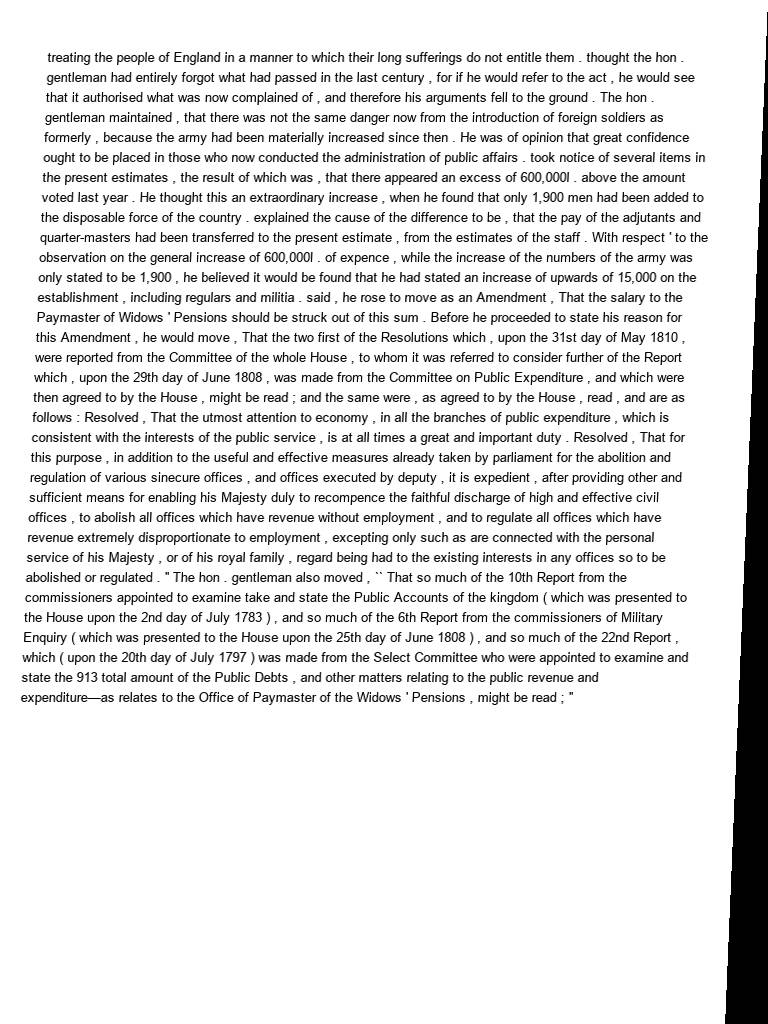 treating the people of England in a manner to which their long sufferings do not entitle them . thought the hon .
gentleman had entirely forgot what had passed in the last century , for if he would refer to the act , he would see
that it authorised what was now complained of , and therefore his arguments fell to the ground . The hon .
gentleman maintained , that there was not the same danger now from the introduction of foreign soldiers as
formerly , because the army had been materially increased since then . He was of opinion that great confidence
ought to be placed in those who now conducted the administration of public affairs . took notice of several items in
the present estimates , the result of which was , that there appeared an excess of 600,000l . above the amount
voted last year . He thought this an extraordinary increase , when he found that only 1,900 men had been added to
the disposable force of the country . explained the cause of the difference to be , that the pay of the adjutants and
quarter-masters had been transferred to the present estimate , from the estimates of the staff . With respect ' to the
observation on the general increase of 600,000l . of expence , while the increase of the numbers of the army was
only stated to be 1,900 , he believed it would be found that he had stated an increase of upwards of 15,000 on the
establishment , including regulars and militia . said , he rose to move as an Amendment , That the salary to the
Paymaster of Widows ' Pensions should be struck out of this sum . Before he proceeded to state his reason for
this Amendment , he would move , That the two first of the Resolutions which , upon the 31st day of May 1810 ,
were reported from the Committee of the whole House , to whom it was referred to consider further of the Report
which , upon the 29th day of June 1808 , was made from the Committee on Public Expenditure , and which were
then agreed to by the House , might be read ; and the same were , as agreed to by the House , read , and are as
follows : Resolved , That the utmost attention to economy , in all the branches of public expenditure , which is
consistent with the interests of the public service , is at all times a great and important duty . Resolved , That for
this purpose , in addition to the useful and effective measures already taken by parliament for the abolition and
regulation of various sinecure offices , and offices executed by deputy , it is expedient , after providing other and
sufficient means for enabling his Majesty duly to recompence the faithful discharge of high and effective civil
offices , to abolish all offices which have revenue without employment , and to regulate all offices which have
revenue extremely disproportionate to employment , excepting only such as are connected with the personal
service of his Majesty , or of his royal family , regard being had to the existing interests in any offices so to be
abolished or regulated . " The hon . gentleman also moved , `` That so much of the 10th Report from the
commissioners appointed to examine take and state the Public Accounts of the kingdom ( which was presented to
the House upon the 2nd day of July 1783 ) , and so much of the 6th Report from the commissioners of Military
Enquiry ( which was presented to the House upon the 25th day of June 1808 ) , and so much of the 22nd Report ,
which ( upon the 20th day of July 1797 ) was made from the Select Committee who were appointed to examine and
state the 913 total amount of the Public Debts , and other matters relating to the public revenue and
expenditure—as relates to the Office of Paymaster of the Widows ' Pensions , might be read ; "